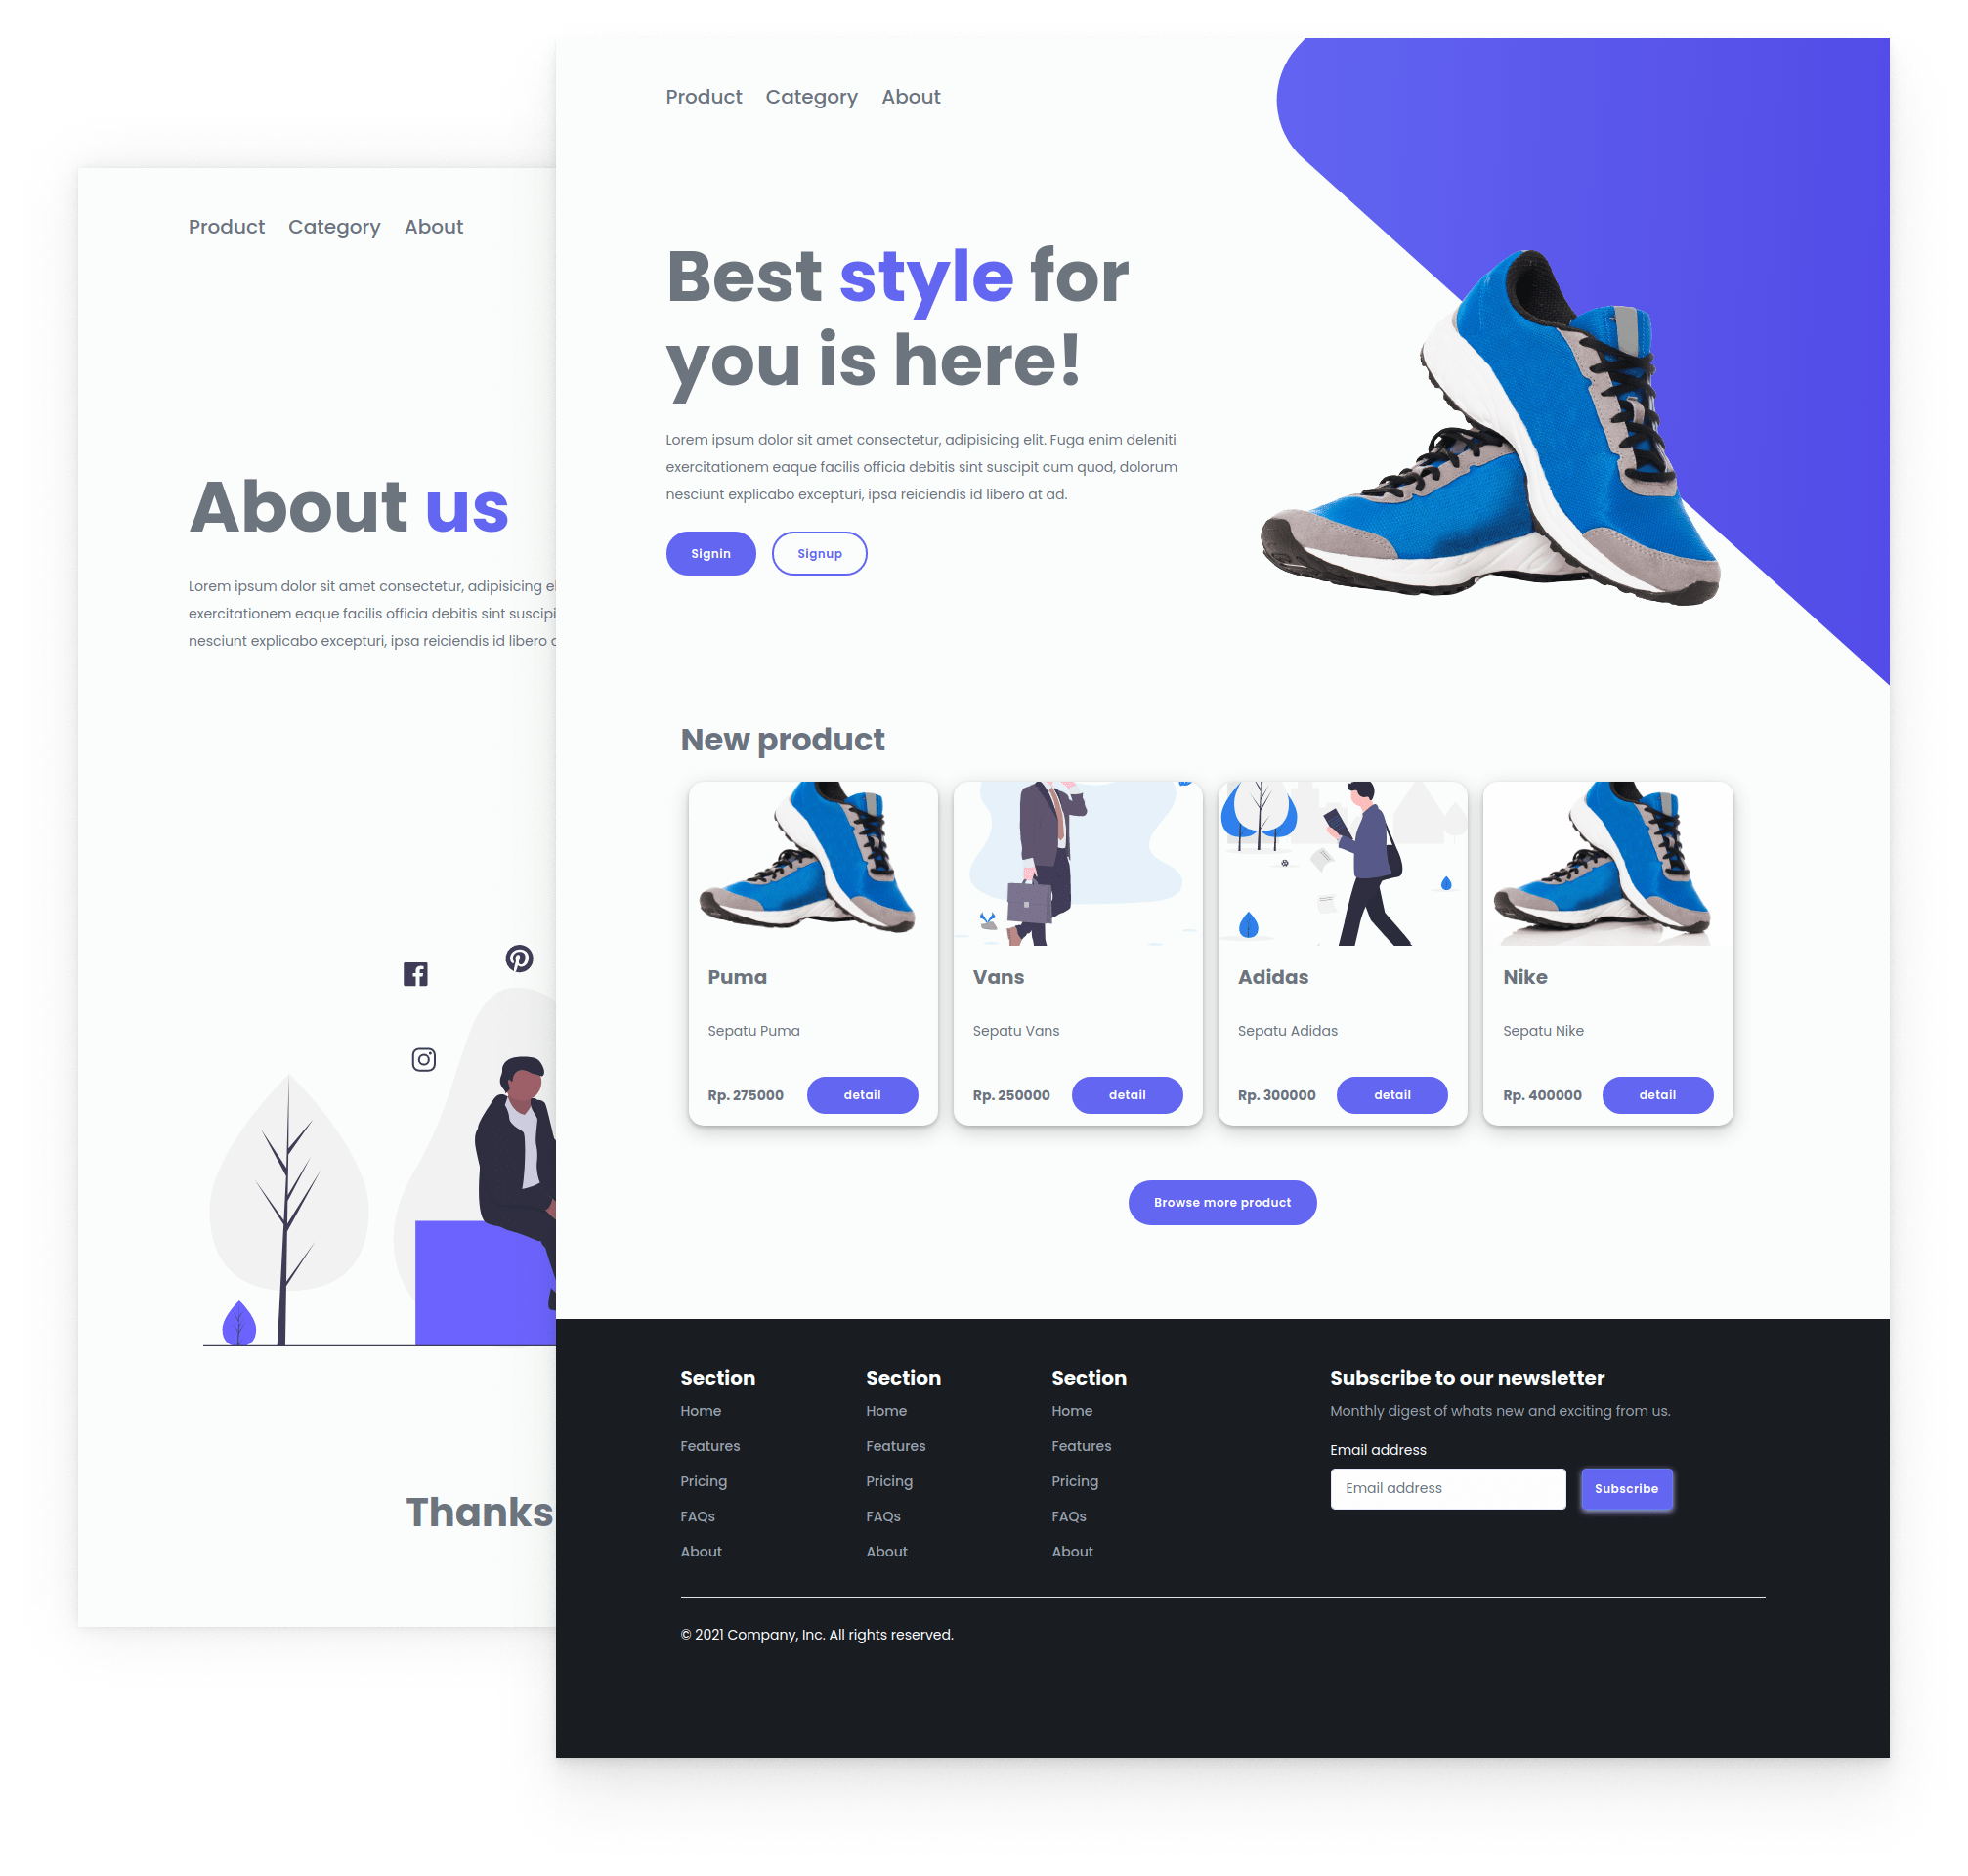 Product Category About
About us
Lorem ipsum dolor sit amet consectetur, adipisicing
exercitationem eaque facilis officia debitis sint
nesciunt explicabo excepturi, ipsa reiciendis id libero
Thanks
Product Category About
Best style for
you is here!
Lorem ipsum dolor sit amet consectetur, adipisicing elit. Fuga enim deleniti
exercitationem eaque facilis officia debitis sint suscipit cum quod, dolorum
nesciunt explicabo excepturi, ipsa reiciendis id libero at ad.
Signin Signup
New product
Puma Vans Adidas Nike
Sepatu Puma Sepatu Vans Sepatu Adidas Sepatu Nike
Rp. 275000 detail Rp. 250000 detail Rp. 300000 detail Rp. 400000 detail
Browse more product
Section Section Section Subscribe to our newsletter
Home Home Home Monthly digest of whats new and exciting from us.
Features Features Features Email address
Pricing Pricing Pricing Email address Subscribe
FAQs FAQs FAQs
About About About
© 2021 Company, Inc. All rights reserved.